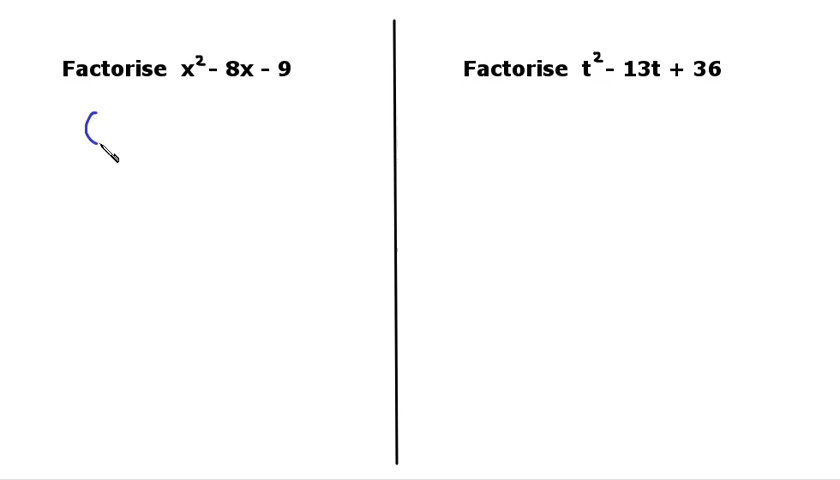 Factorise x² - 8x - 9
(
Factorise t² - 13t + 36